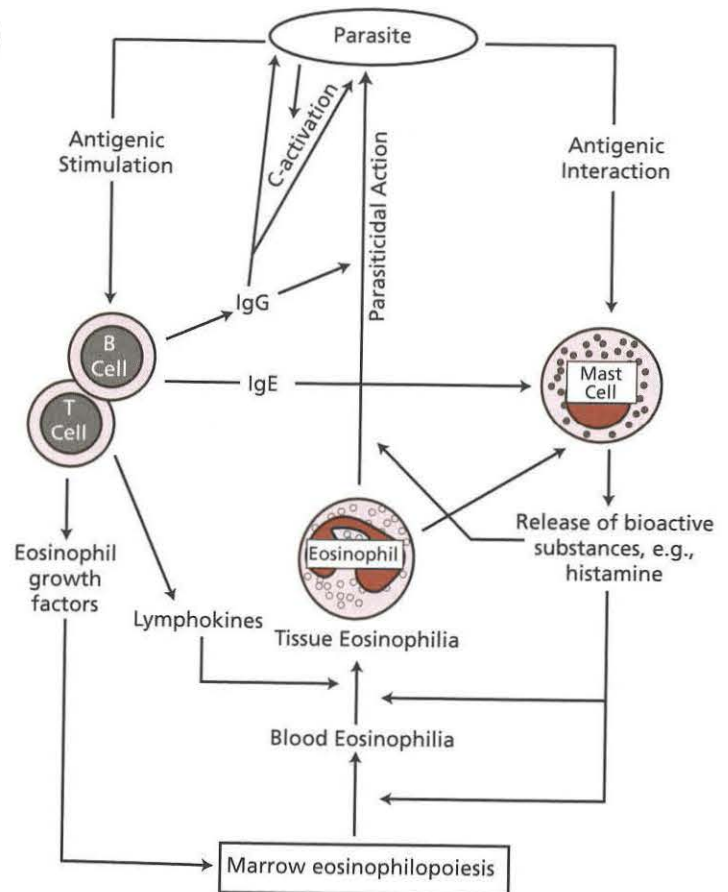 Parasite
Antigenic
Stimulation
C-activation
Parasiticidal Action
Antigenic
Interaction
IgG
B
Cell
IgE
Mast
Cell
T
Cell
Eosinophil
growth
factors
Lymphokines
Eosinophil
Tissue Eosinophilia
Release of bioactive
substances, e.g.,
histamine
Blood Eosinophilia
Marrow eosinophilopoiesis